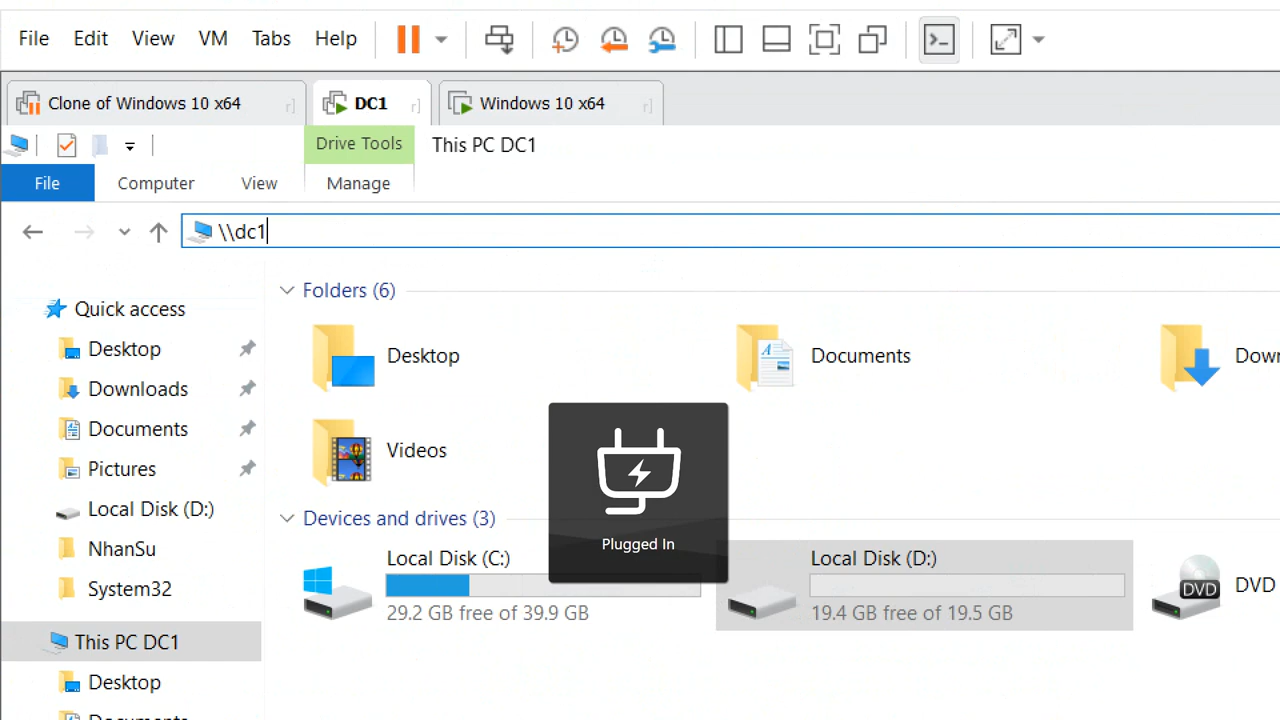 File Edit View VM Tabs Help
Clone of Windows 10 x64 DC1 Windows 10 x64
Drive Tools This PC DC1
File Computer View Manage
\\dc1
Quick access
Desktop
Downloads
Documents
Pictures
Local Disk (D:)
NhanSu
System32
This PC DC1
Desktop
Documents
Folders (6)
Desktop Documents Down
Videos
Devices and drives (3)
Local Disk (C:)
29.2 GB free of 39.9 GB
Local Disk (D:)
19.4 GB free of 19.5 GB
DVD DVD
Plugged In